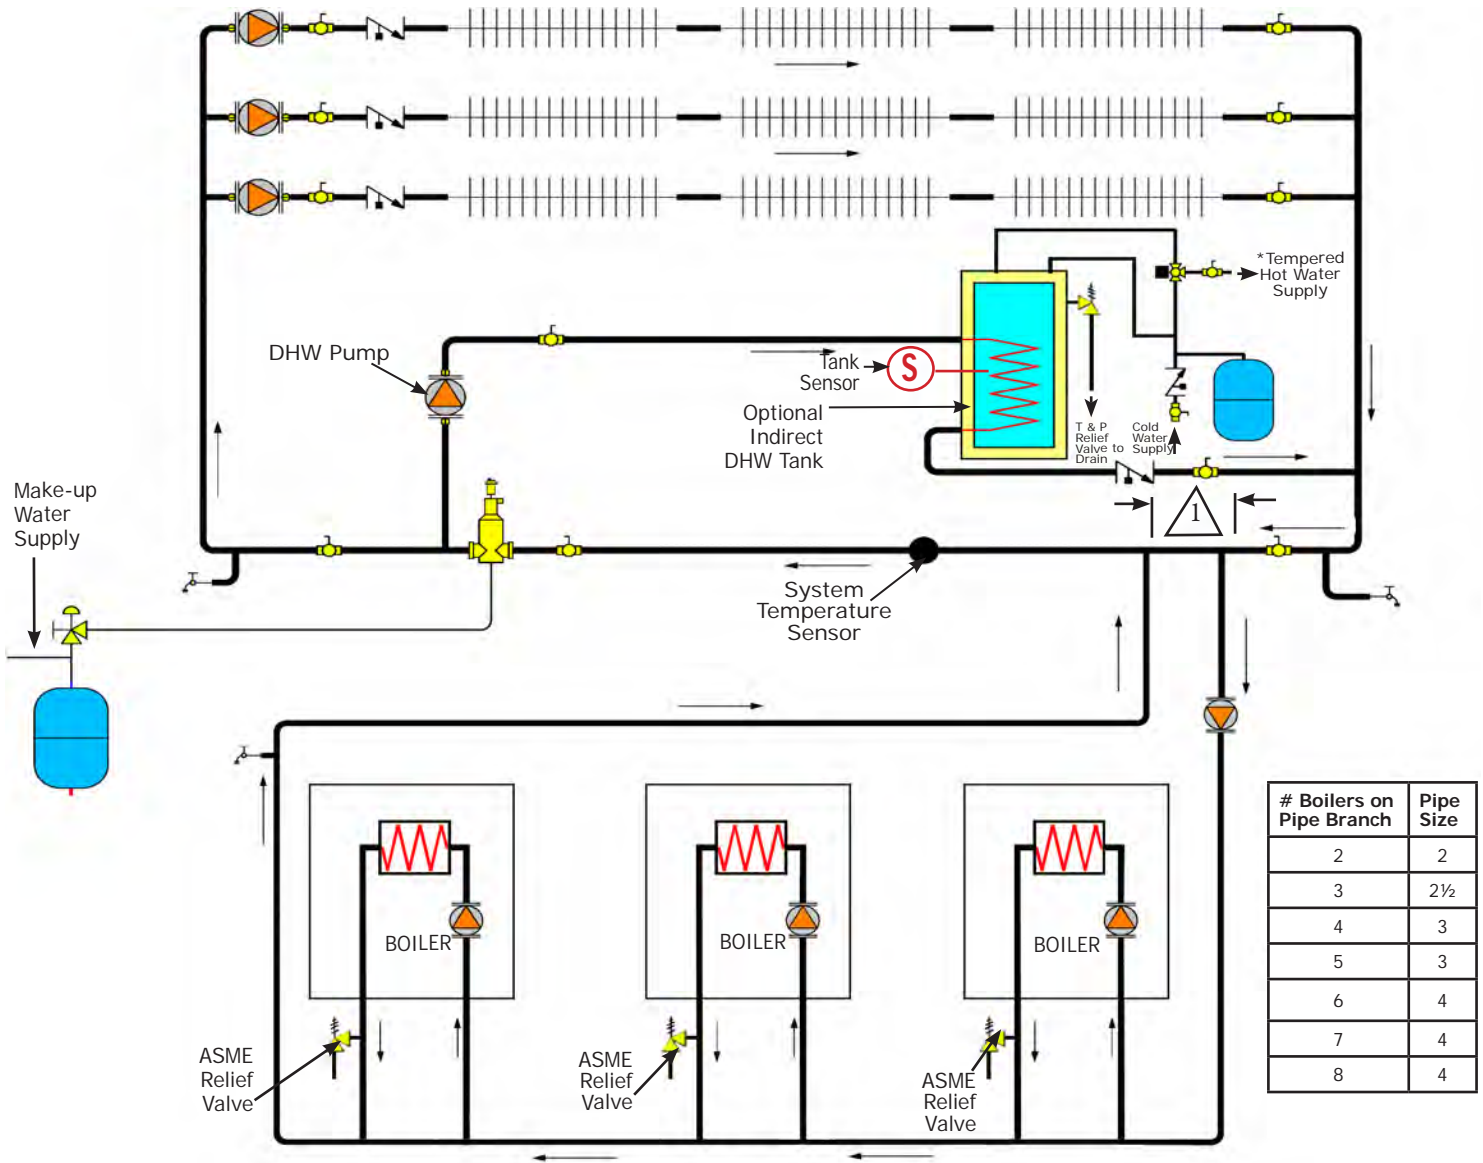 *Tempered
Hot Water
Supply
DHW Pump
Tank
Sensor
S
Optional
Indirect
DHW Tank
T & P
Relief
Valve to
Drain
Cold
Water
Supply
1
Make-up
Water
Supply
System
Temperature
Sensor
BOILER
BOILER
BOILER
ASME
Relief
Valve
ASME
Relief
Valve
ASME
Relief
Valve
# Boilers on Pipe
Pipe Branch Size
2 2
3 2½
4 3
5 3
6 4
7 4
8 4